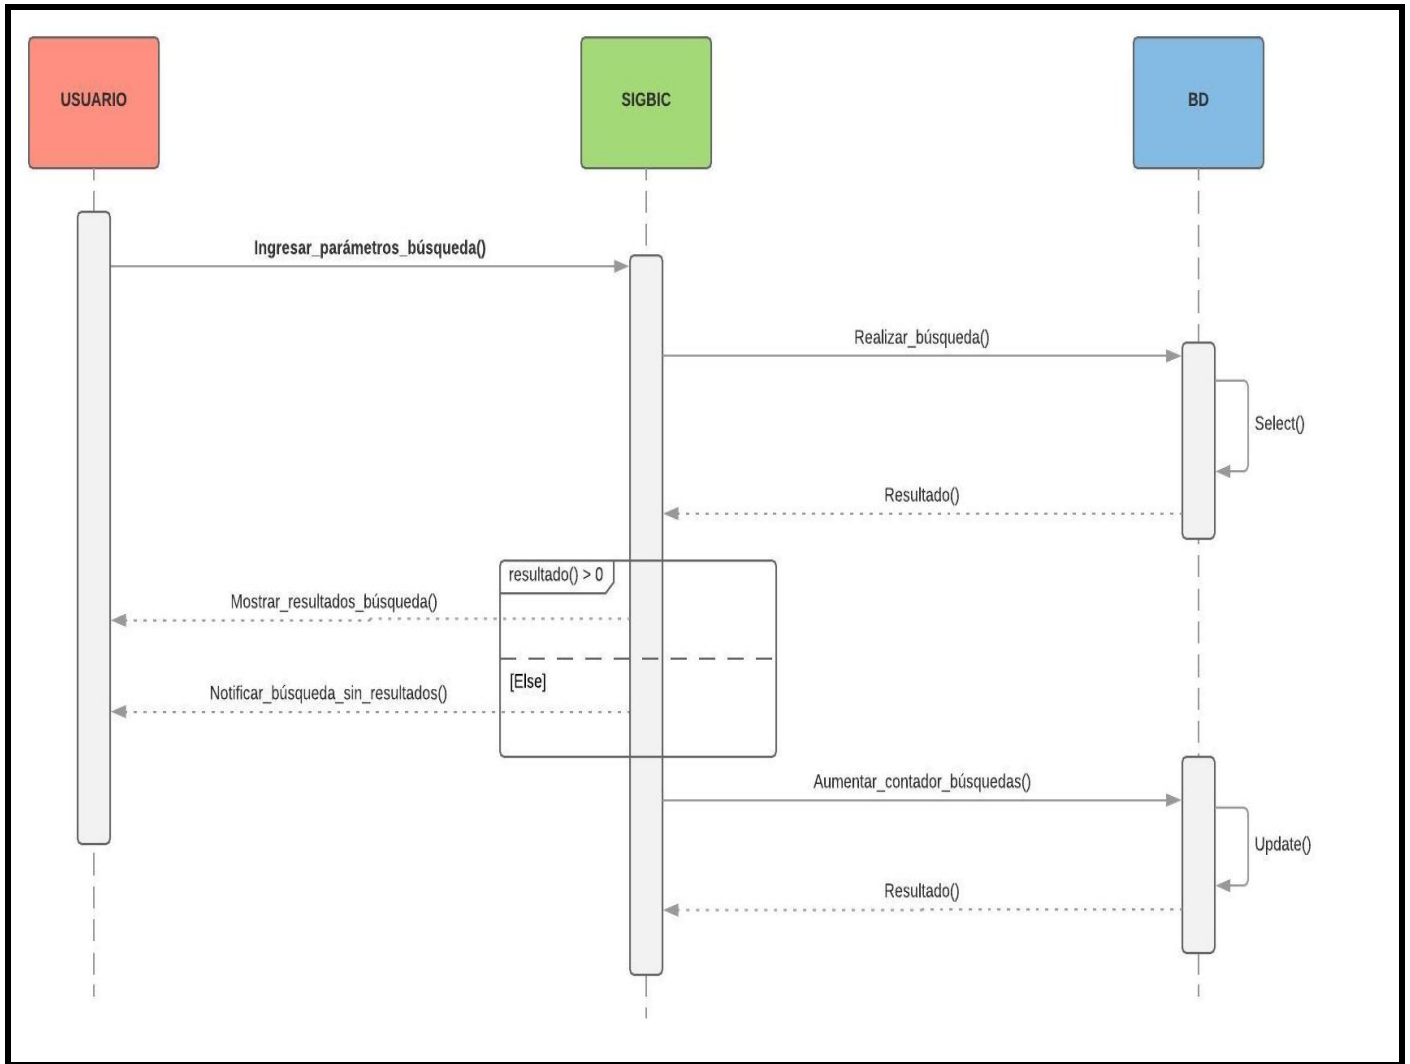 USUARIO
SIGBIC
BD
Ingresar_parámetros_búsqueda()
Realizar_búsqueda()
Select()
Resultado()
resultado() > 0
Mostrar_resultados_búsqueda()
[Else]
Notificar_búsqueda_sin_resultados()
Aumentar_contador_búsquedas()
Update()
Resultado()